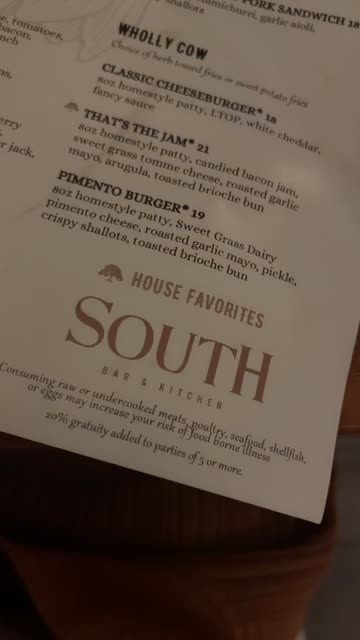 PORK SANDWICH 18
chimichurri, garlic aioli,
shallots
tomatoes,
bacon,
WHOLLY COW
Choice of herb tossed fries or sweet potato fries
CLASSIC CHEESEBURGER* 18
8oz homestyle patty, LTOP, white cheddar,
fancy sauce
THAT'S THE JAM* 21
8oz homestyle patty, candied bacon jam,
sweet grass tomme cheese, roasted garlic
mayo, arugula, toasted brioche bun
PIMENTO BURGER* 19
8oz homestyle patty, Sweet Grass Dairy
pimento cheese, roasted garlic mayo, pickle,
crispy shallots, toasted brioche bun
jack,
HOUSE FAVORITES
SOUTH
BAR & KITCHEN
Consuming raw or undercooked meats, poultry, seafood, shellfish,
or eggs may increase your risk of food borne illness
20% gratuity added to parties of 5 or more.